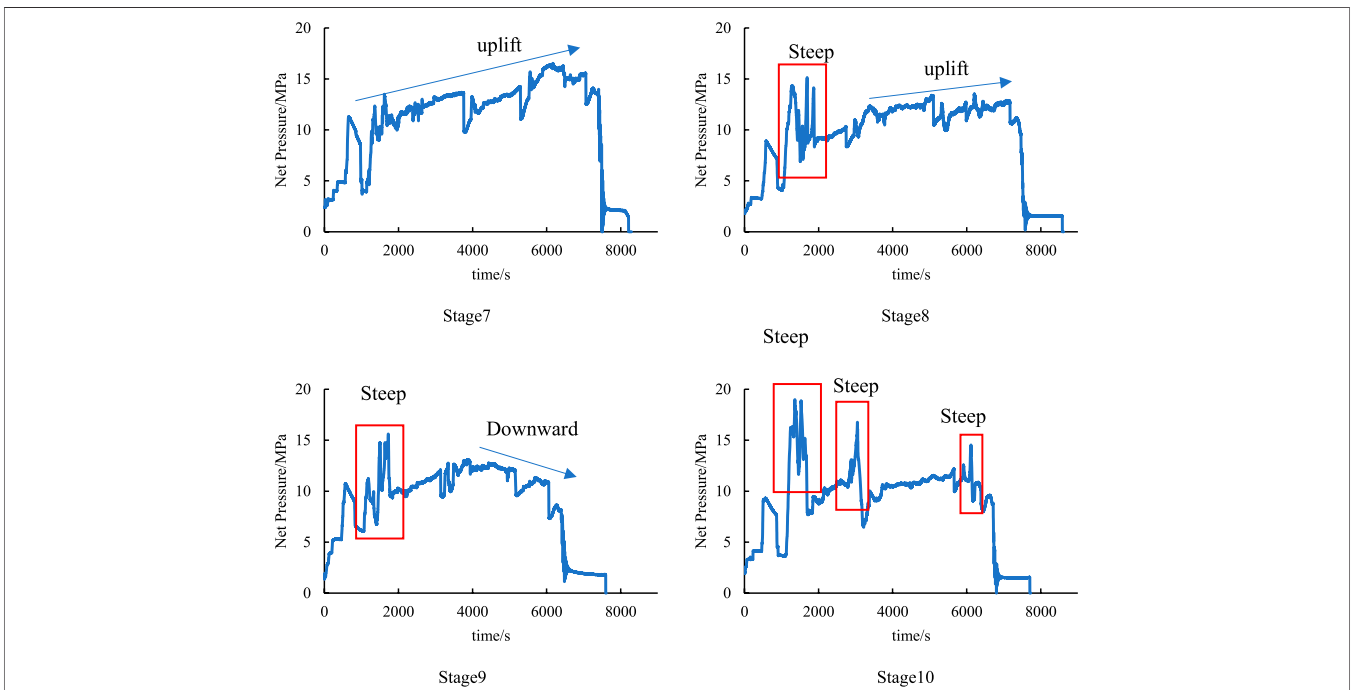 20
15
10
5
0
Net Pressure/MPa
uplift
0 2000 4000 6000 8000
time/s
Stage7
20
15
10
5
0
Net Pressure/MPa
Steep
uplift
0 2000 4000 6000 8000
time/s
Stage8
20
15
10
5
0
Net Pressure/MPa
Steep
Downward
0 2000 4000 6000 8000
time/s
Stage9
Steep
20
15
10
5
0
Net Pressure/MPa
Steep
Steep
0 2000 4000 6000 8000
time/s
Stage10